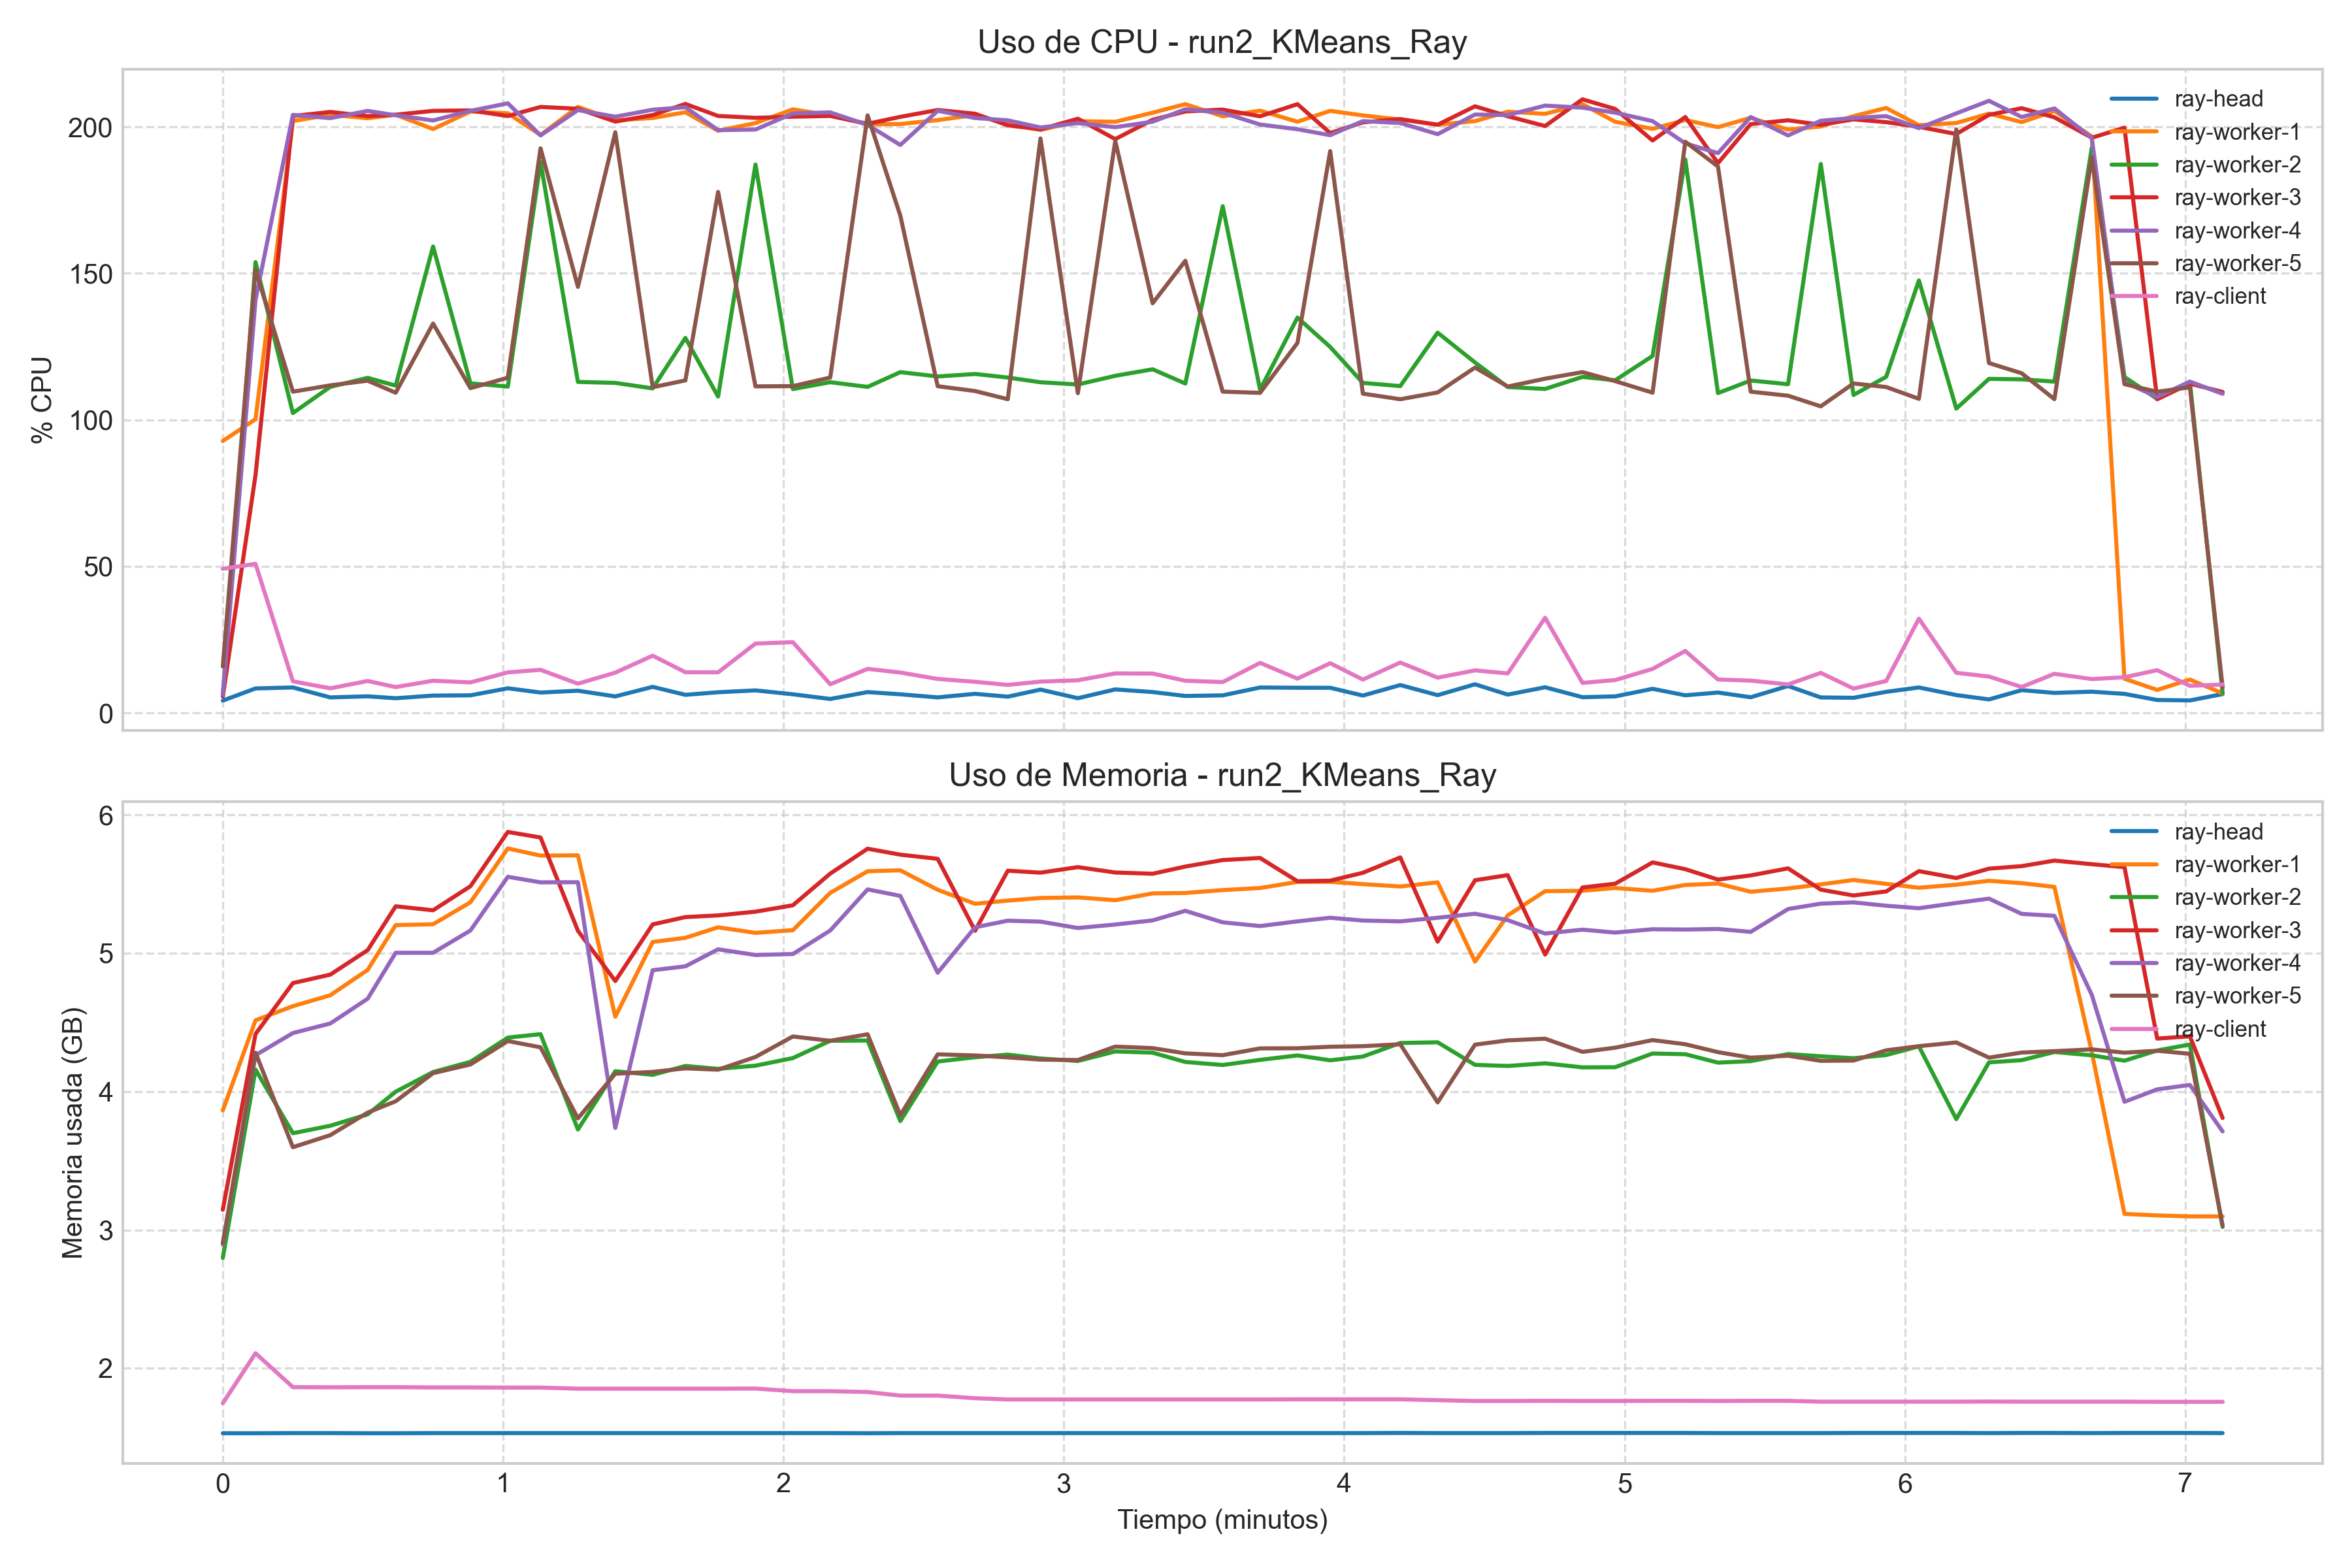 Uso de CPU - run2_KMeans_Ray
% CPU
200
150
100
50
0
ray-head
ray-worker-1
ray-worker-2
ray-worker-3
ray-worker-4
ray-worker-5
ray-client
Uso de Memoria - run2_KMeans_Ray
Memoria usada (GB)
6
5
4
3
2
ray-head
ray-worker-1
ray-worker-2
ray-worker-3
ray-worker-4
ray-worker-5
ray-client
0 1 2 3 4 5 6 7
Tiempo (minutos)